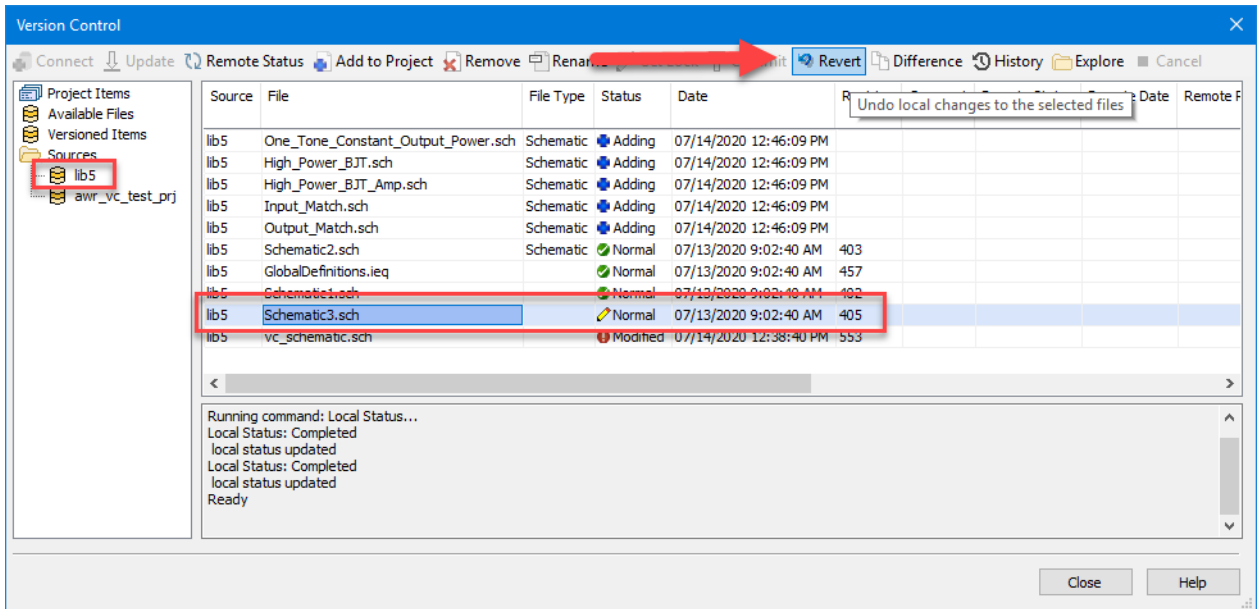 Version Control
Connect Update Remote Status Add to Project Remove Rename Revert Difference History Explore Cancel
Project Items
Available Files
Versioned Items
Sources
lib5
awr_vc_test_prj
Source File File Type Status Date Date Remote
Undo local changes to the selected files
lib5 One_Tone_Constant_Output_Power.sch Schematic Adding 07/14/2020 12:46:09 PM
lib5 High_Power_BJT.sch Schematic Adding 07/14/2020 12:46:09 PM
lib5 High_Power_BJT_Amp.sch Schematic Adding 07/14/2020 12:46:09 PM
lib5 Input_Match.sch Schematic Adding 07/14/2020 12:46:09 PM
lib5 Output_Match.sch Schematic Adding 07/14/2020 12:46:09 PM
lib5 Schematic2.sch Schematic Normal 07/13/2020 9:02:40 AM 403
lib5 GlobalDefinitions.ieq Normal 07/13/2020 9:02:40 AM 457
lib5 Schematic1.sch Normal 07/13/2020 9:02:40 AM 402
lib5 Schematic3.sch Normal 07/13/2020 9:02:40 AM 405
lib5 vc_schematic.sch Modified 07/14/2020 12:38:40 PM 553
Running command: Local Status...
Local Status: Completed
local status updated
Local Status: Completed
local status updated
Ready
Close Help